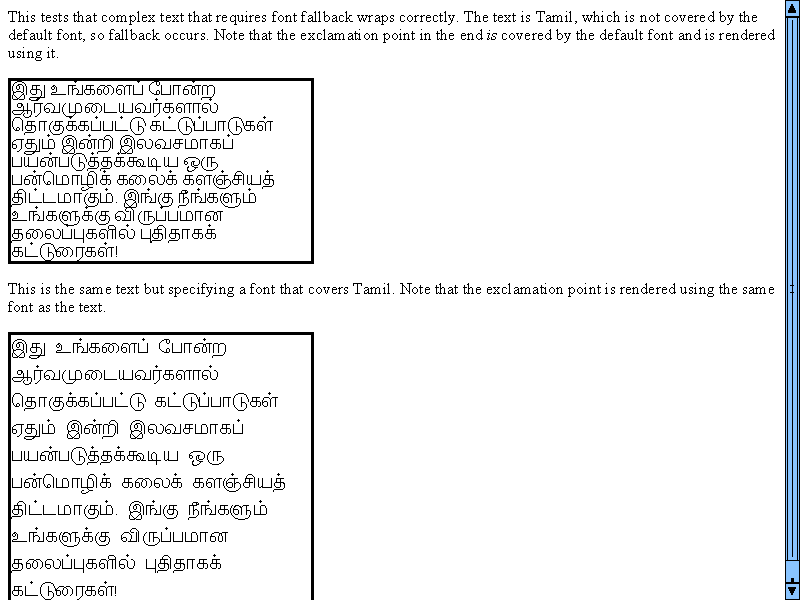 This tests that complex text that requires font fallback wraps correctly. The text is Tamil, which is not covered by the
default font, so fallback occurs. Note that the exclamation point in the end is covered by the default font and is rendered
using it.
இது உங்களைப் போன்ற
ஆர்வமுடையவர்களால்
தொகுக்கப்பட்டு கட்டுப்பாடுகள்
ஏதும் இன்றி இலவசமாகப்
பயன்படுத்தக்கூடிய ஒரு
பன்மொழிக் கலைக் களஞ்சியத்
திட்டமாகும். இங்கு நீங்களும்
உங்களுக்கு விருப்பமான
தலைப்புகளில் புதிதாகக்
கட்டுரைகள்!
This is the same text but specifying a font that covers Tamil. Note that the exclamation point is rendered using the same
font as the text.
இது உங்களைப் போன்ற
ஆர்வமுடையவர்களால்
தொகுக்கப்பட்டு கட்டுப்பாடுகள்
ஏதும் இன்றி இலவசமாகப்
பயன்படுத்தக்கூடிய ஒரு
பன்மொழிக் கலைக் களஞ்சியத்
திட்டமாகும். இங்கு நீங்களும்
உங்களுக்கு விருப்பமான
தலைப்புகளில் புதிதாகக்
கட்டுரைகள்!